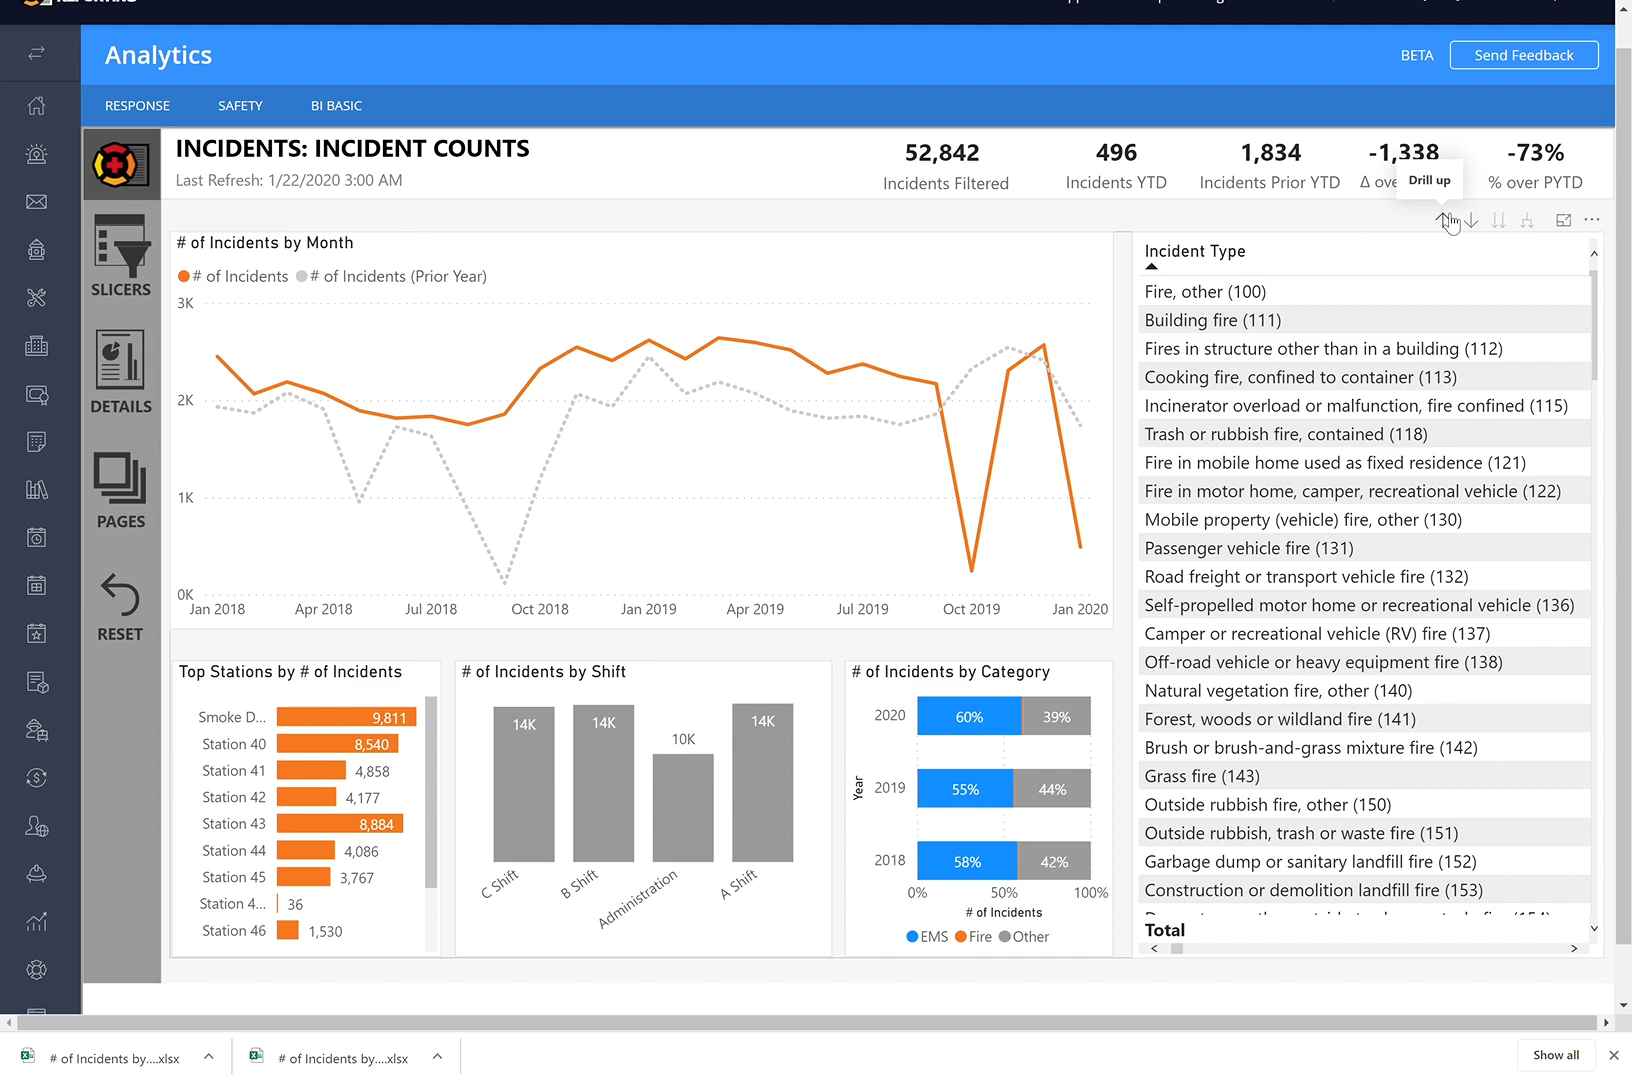 Analytics
BETA
Send Feedback
RESPONSE
SAFETY
BI BASIC
INCIDENTS: INCIDENT COUNTS
Last Refresh: 1/22/2020 3:00 AM
52,842
Incidents Filtered
496
Incidents YTD
1,834
Incidents Prior YTD
-1,338
Δ ove
-73%
% over PYTD
Drill up
SLICERS
DETAILS
PAGES
RESET
# of Incidents by Month
# of Incidents
# of Incidents (Prior Year)
3K
2K
1K
0K
Jan 2018
Apr 2018
Jul 2018
Oct 2018
Jan 2019
Apr 2019
Jul 2019
Oct 2019
Jan 2020
Top Stations by # of Incidents
Smoke D... 9,811
Station 40 8,540
Station 41 4,858
Station 42 4,177
Station 43 8,884
Station 44 4,086
Station 45 3,767
Station 4... 36
Station 46 1,530
# of Incidents by Shift
14K
14K
10K
14K
C Shift
B Shift
Administration
A Shift
# of Incidents by Category
Year
2020 60% 39%
2019 55% 44%
2018 58% 42%
0% 50% 100%
# of Incidents
EMS Fire Other
Incident Type
Fire, other (100)
Building fire (111)
Fires in structure other than in a building (112)
Cooking fire, confined to container (113)
Incinerator overload or malfunction, fire confined (115)
Trash or rubbish fire, contained (118)
Fire in mobile home used as fixed residence (121)
Fire in motor home, camper, recreational vehicle (122)
Mobile property (vehicle) fire, other (130)
Passenger vehicle fire (131)
Road freight or transport vehicle fire (132)
Self-propelled motor home or recreational vehicle (136)
Camper or recreational vehicle (RV) fire (137)
Off-road vehicle or heavy equipment fire (138)
Natural vegetation fire, other (140)
Forest, woods or wildland fire (141)
Brush or brush-and-grass mixture fire (142)
Grass fire (143)
Outside rubbish fire, other (150)
Outside rubbish, trash or waste fire (151)
Garbage dump or sanitary landfill fire (152)
Construction or demolition landfill fire (153)
Total
# of Incidents by....xlsx
# of Incidents by....xlsx
Show all